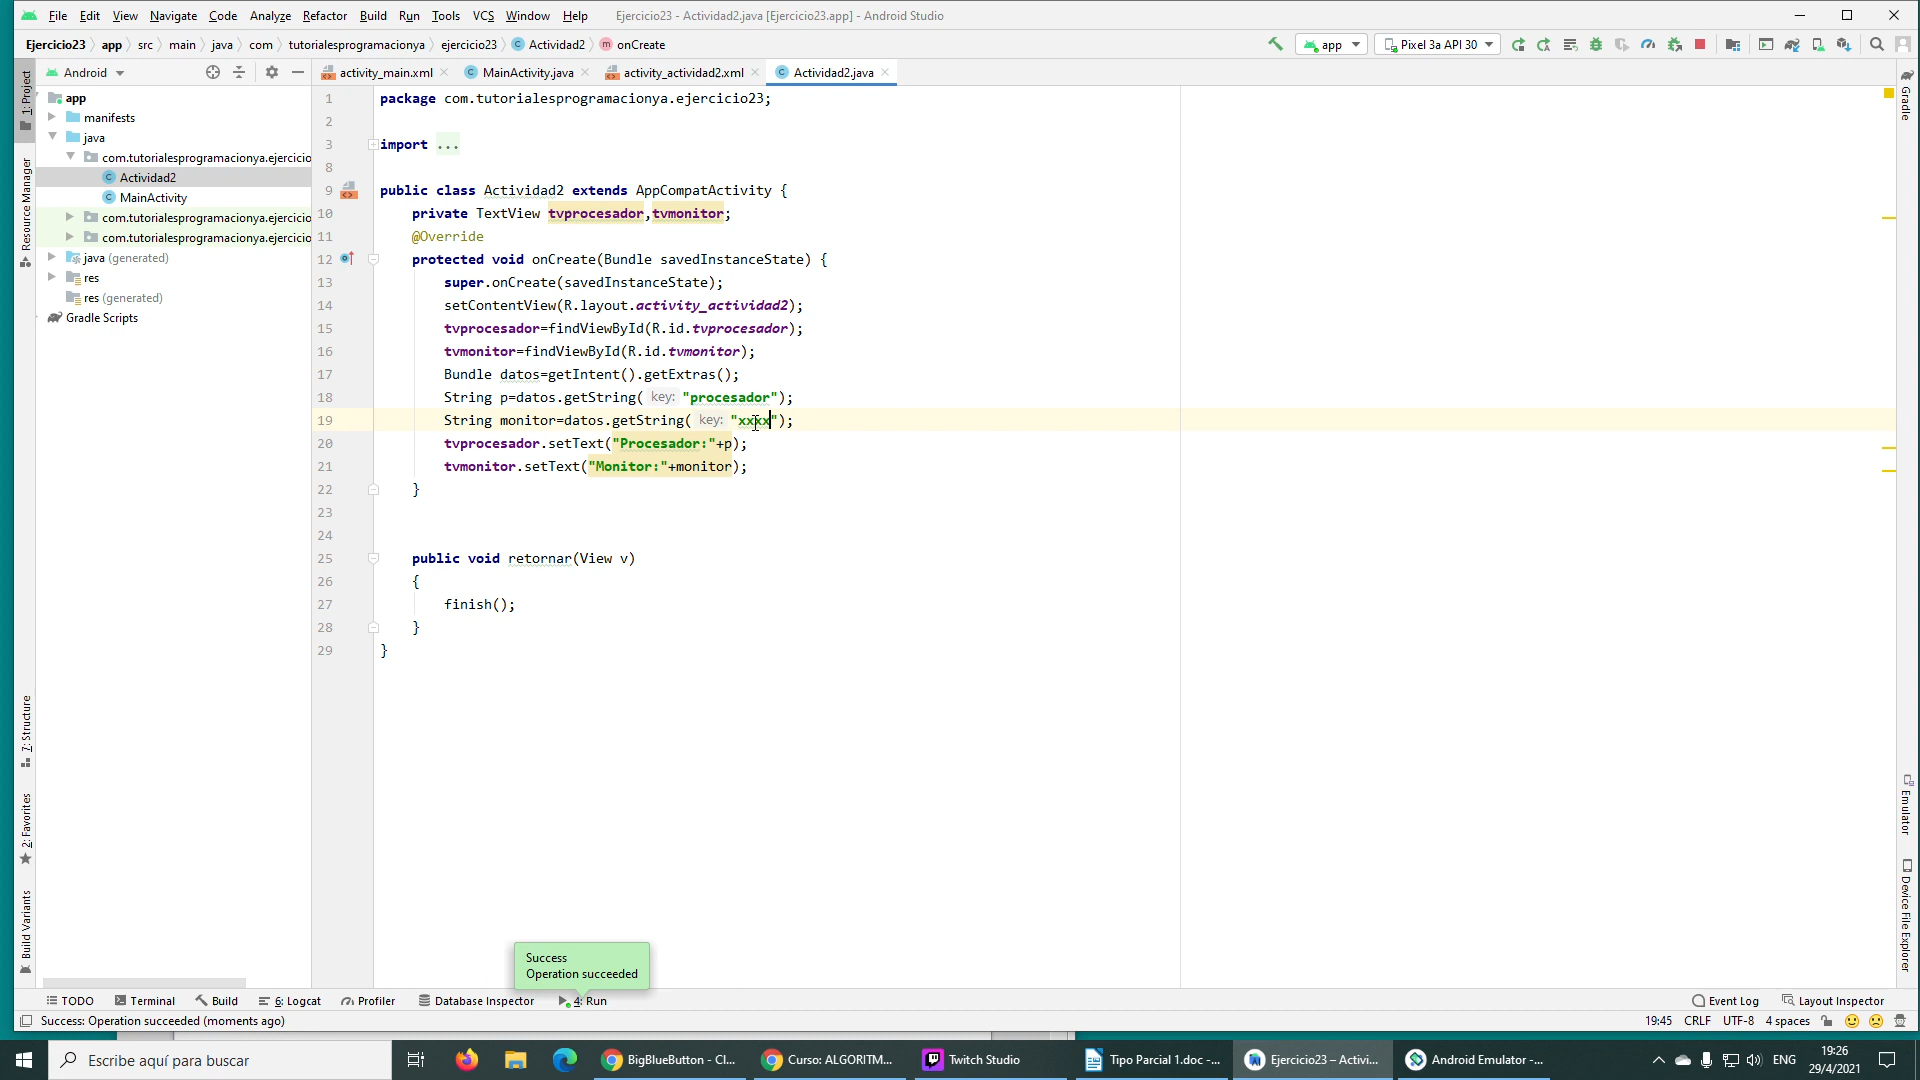 File Edit View Navigate Code Analyze Refactor Build Run Tools VCS Window Help Ejercicio23 - Actividad2.java [Ejercicio23.app] - Android Studio
Ejercicio23 app src main java com tutorialesprogramacionya ejercicio23 Actividad2 onCreate app Pixel 3a API 30
Android activity_main.xml MainActivity.java activity_actividad2.xml Actividad2.java
1: Project
Resource Manager
7: Structure
2: Favorites
Build Variants
app
manifests
java
com.tutorialesprogramacionya.ejercicio
Actividad2
MainActivity
com.tutorialesprogramacionya.ejercicio
com.tutorialesprogramacionya.ejercicio
java (generated)
res
res (generated)
Gradle Scripts
1 package com.tutorialesprogramacionya.ejercicio23;
2
3 import ...
8
9 public class Actividad2 extends AppCompatActivity {
10 private TextView tvprocesador,tvmonitor;
11 @Override
12 protected void onCreate(Bundle savedInstanceState) {
13 super.onCreate(savedInstanceState);
14 setContentView(R.layout.activity_actividad2);
15 tvprocesador=findViewById(R.id.tvprocesador);
16 tvmonitor=findViewById(R.id.tvmonitor);
17 Bundle datos=getIntent().getExtras();
18 String p=datos.getString( key: "procesador");
19 String monitor=datos.getString( key: "xxxx");
20 tvprocesador.setText("Procesador:"+p);
21 tvmonitor.setText("Monitor:"+monitor);
22 }
23
24
25 public void retornar(View v)
26 {
27 finish();
28 }
29 }
Gradle
Emulator
Device File Explorer
Success
Operation succeeded
TODO Terminal Build 6: Logcat Profiler Database Inspector 4: Run Event Log Layout Inspector
Success: Operation succeeded (moments ago) 19:45 CRLF UTF-8 4 spaces
Escribe aquí para buscar BigBlueButton - Cl... Curso: ALGORITM... Twitch Studio Tipo Parcial 1.doc -... Ejercicio23 – Activi... Android Emulator -... ENG 19:26
29/4/2021